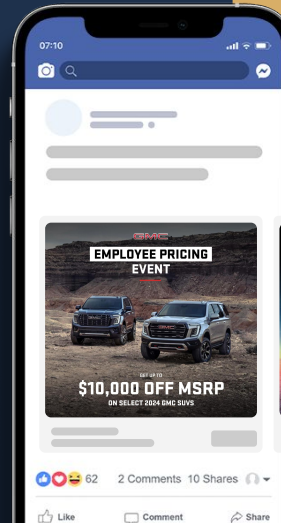 07:10
GMC
EMPLOYEE PRICING
EVENT
GET UP TO
$10,000 OFF MSRP
ON SELECT 2024 GMC SUVS
62
2 Comments 10 Shares
Like
Comment
Share